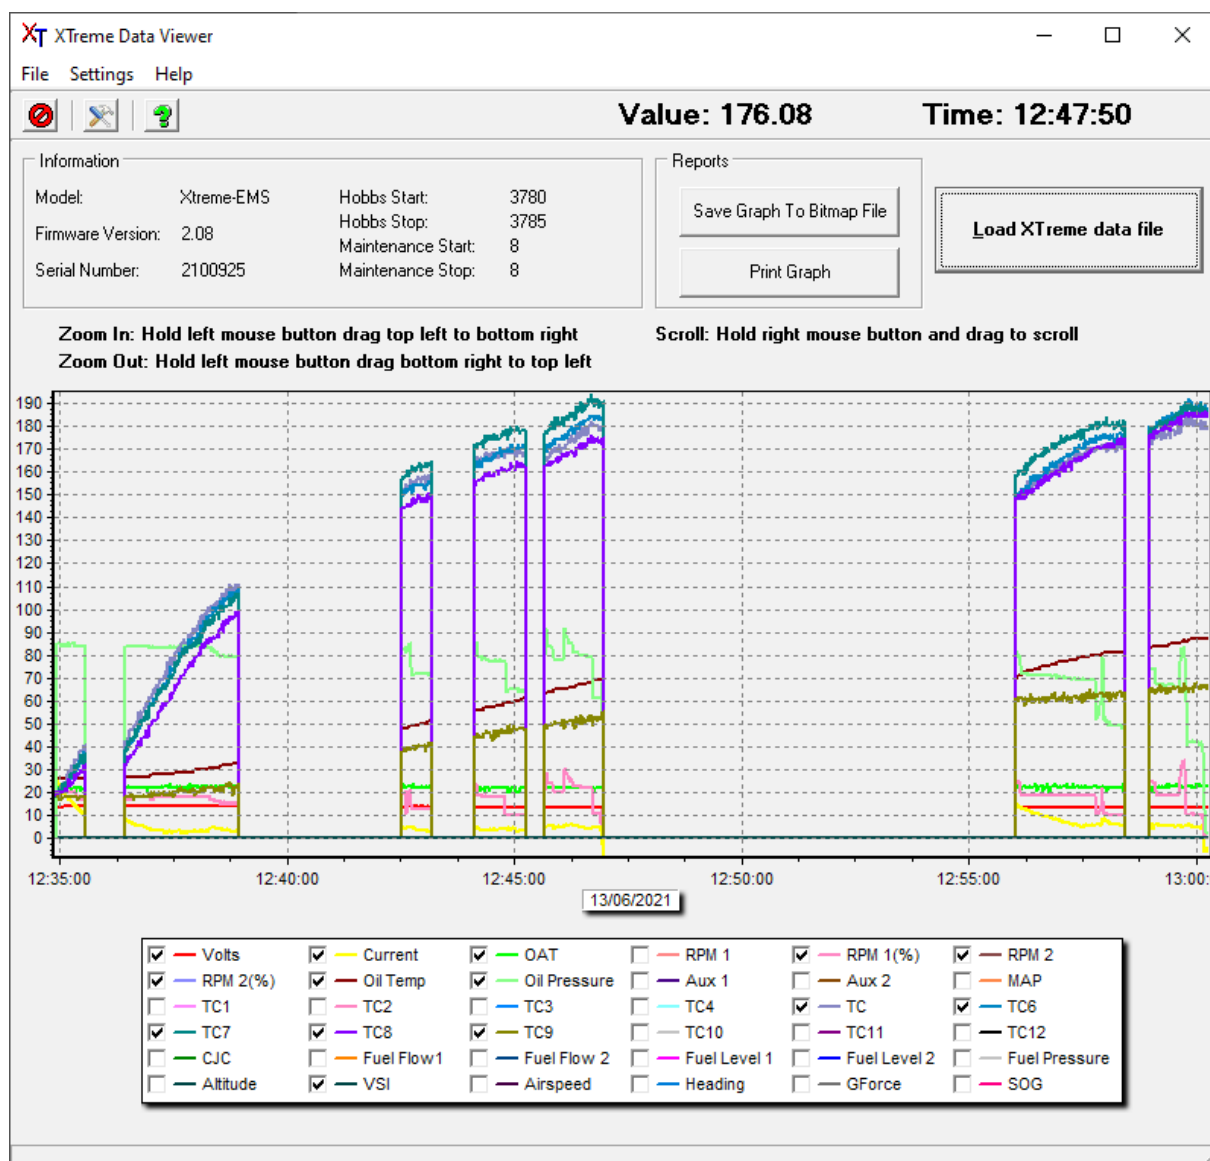 XT XTreme Data Viewer
File Settings Help
Value: 176.08 Time: 12:47:50
Information
Model: Xtreme-EMS Hobbs Start: 3780
Hobbs Stop: 3785
Firmware Version: 2.08 Maintenance Start: 8
Serial Number: 2100925 Maintenance Stop: 8
Reports
Save Graph To Bitmap File
Print Graph
Load XTreme data file
Zoom In: Hold left mouse button drag top left to bottom right Scroll: Hold right mouse button and drag to scroll
Zoom Out: Hold left mouse button drag bottom right to top left
190
180
170
160
150
140
130
120
110
100
90
80
70
60
50
40
30
20
10
0
12:35:00 12:40:00 12:45:00 12:50:00 12:55:00 13:00:
13/06/2021
Volts Current OAT RPM 1 RPM 1(%) RPM 2
RPM 2(%) Oil Temp Oil Pressure Aux 1 Aux 2 MAP
TC1 TC2 TC3 TC4 TC TC6
TC7 TC8 TC9 TC10 TC11 TC12
CJC Fuel Flow1 Fuel Flow 2 Fuel Level 1 Fuel Level 2 Fuel Pressure
Altitude VSI Airspeed Heading GForce SOG